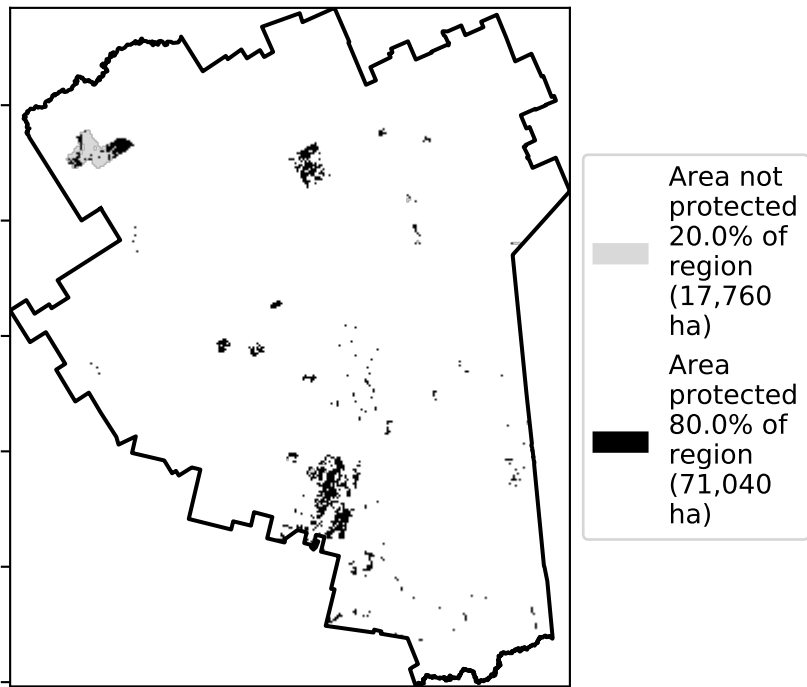 Area not
protected
20.0% of
region
(17,760
ha)
Area
protected
80.0% of
region
(71,040
ha)